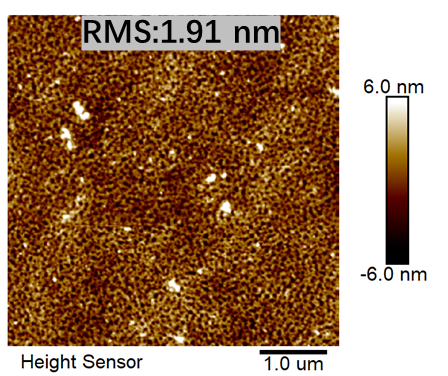 RMS:1.91 nm
6.0 nm
-6.0 nm
Height Sensor
1.0 um